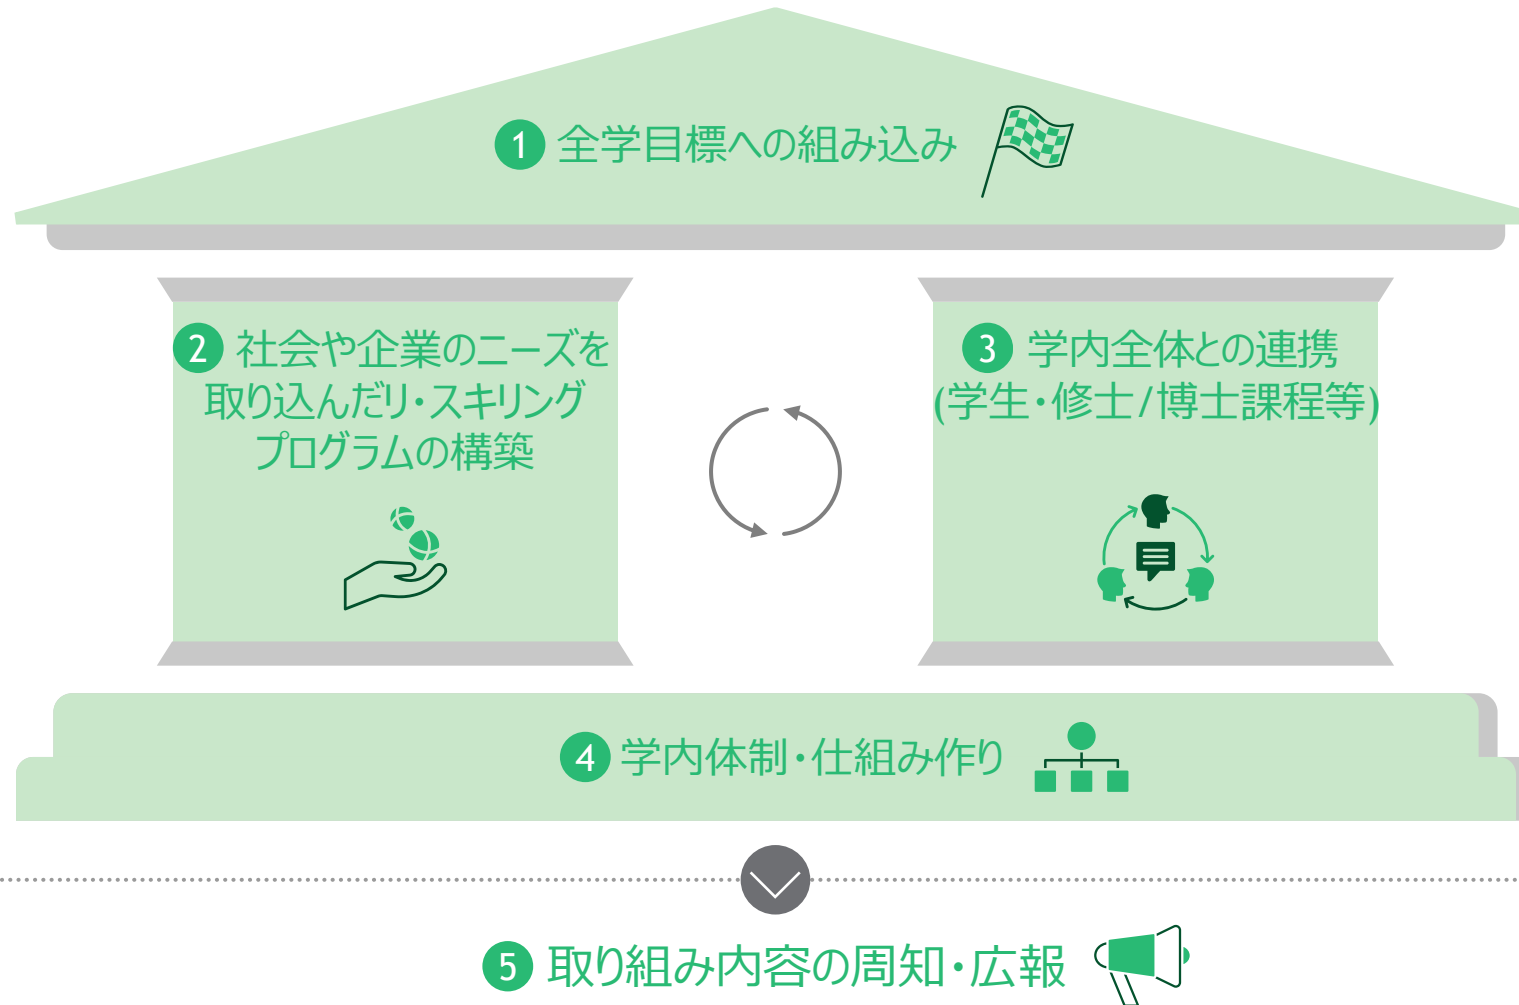 1 全学目標への組み込み
2 社会や企業のニーズを
取り込んだリ・スキリング
プログラムの構築
3 学内全体との連携
(学生・修士/博士課程等)
4 学内体制・仕組み作り
5 取り組み内容の周知・広報